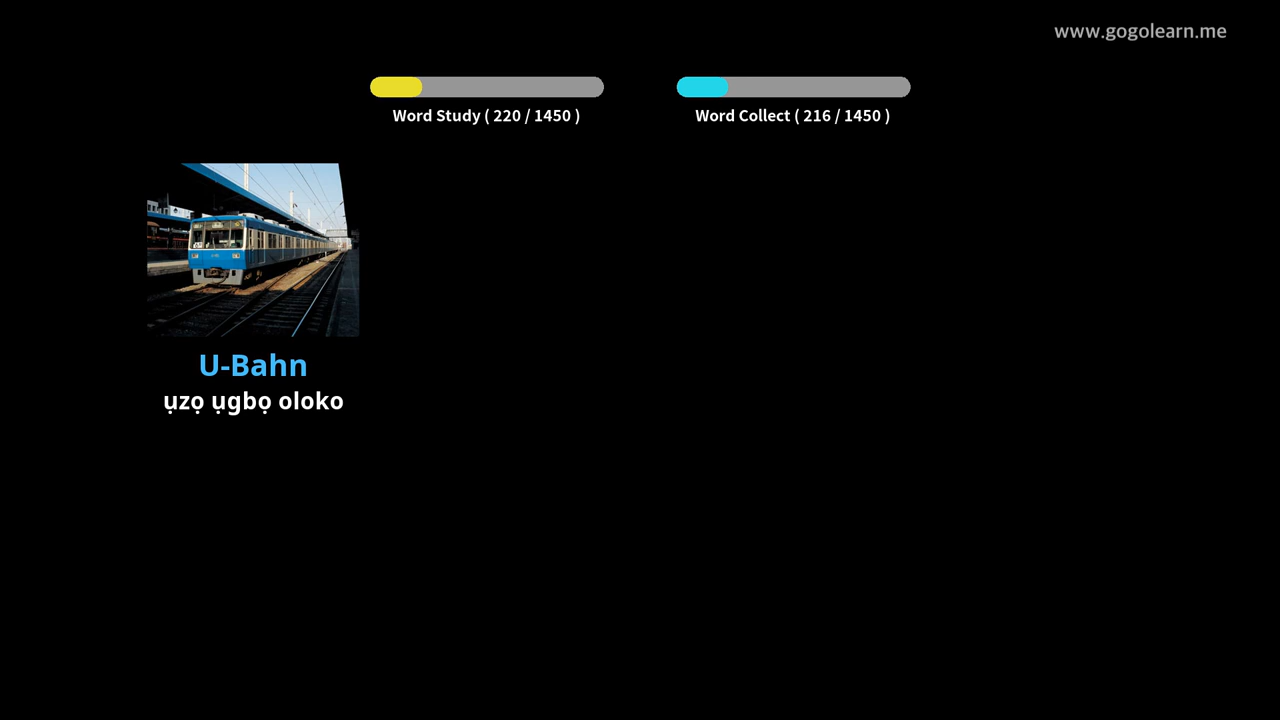 www.gogolearn.me
Word Study ( 220 / 1450 )
Word Collect ( 216 / 1450 )
U-Bahn
ụzọ ụgbọ oloko